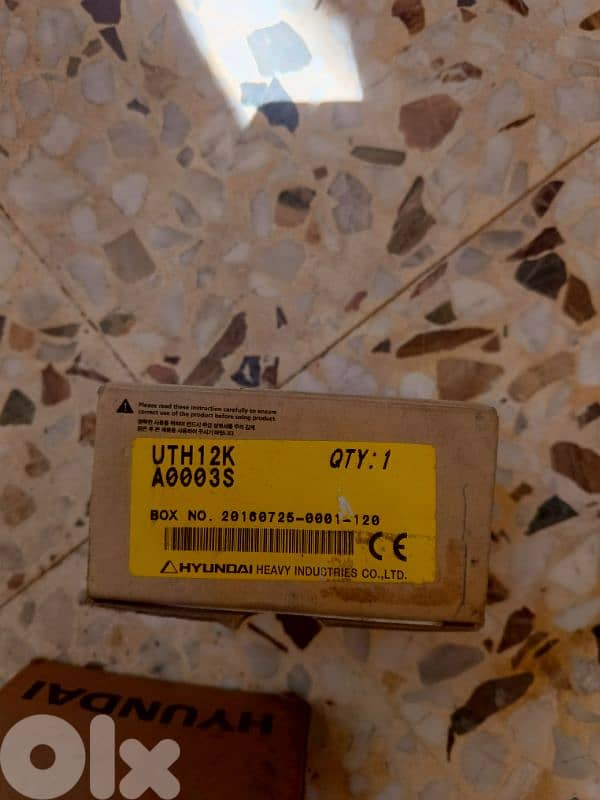 Please read these instruction carefully to ensure
correct use of the product before using product.
UTH12K QTY:1
A0003S
BOX NO. 20160725-0001-120
CE
HYUNDAI HEAVY INDUSTRIES CO.,LTD.
HYUNDAI
olx